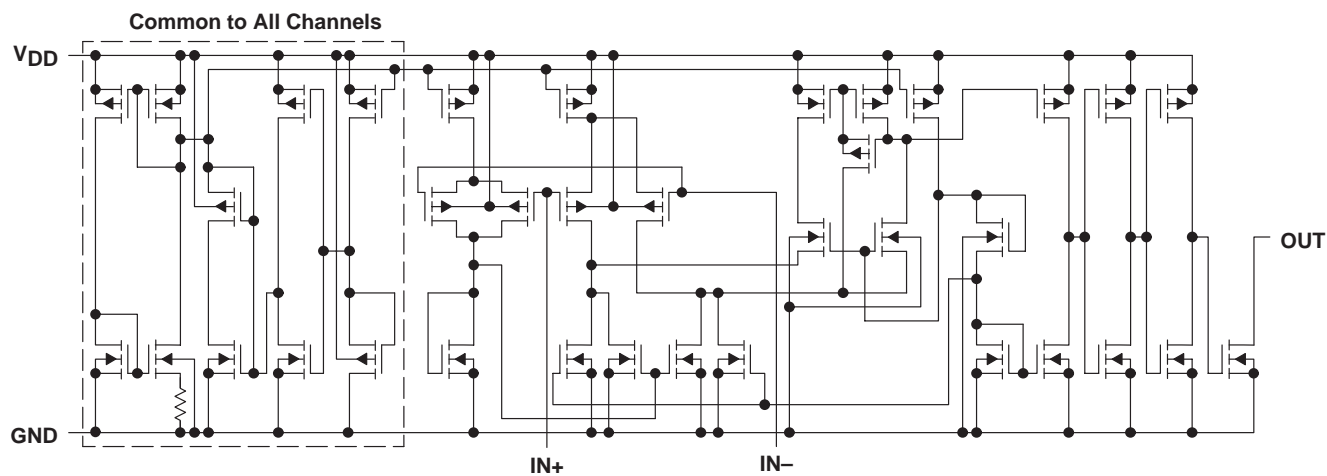 Common to All Channels
VDD
OUT
GND
IN+
IN–